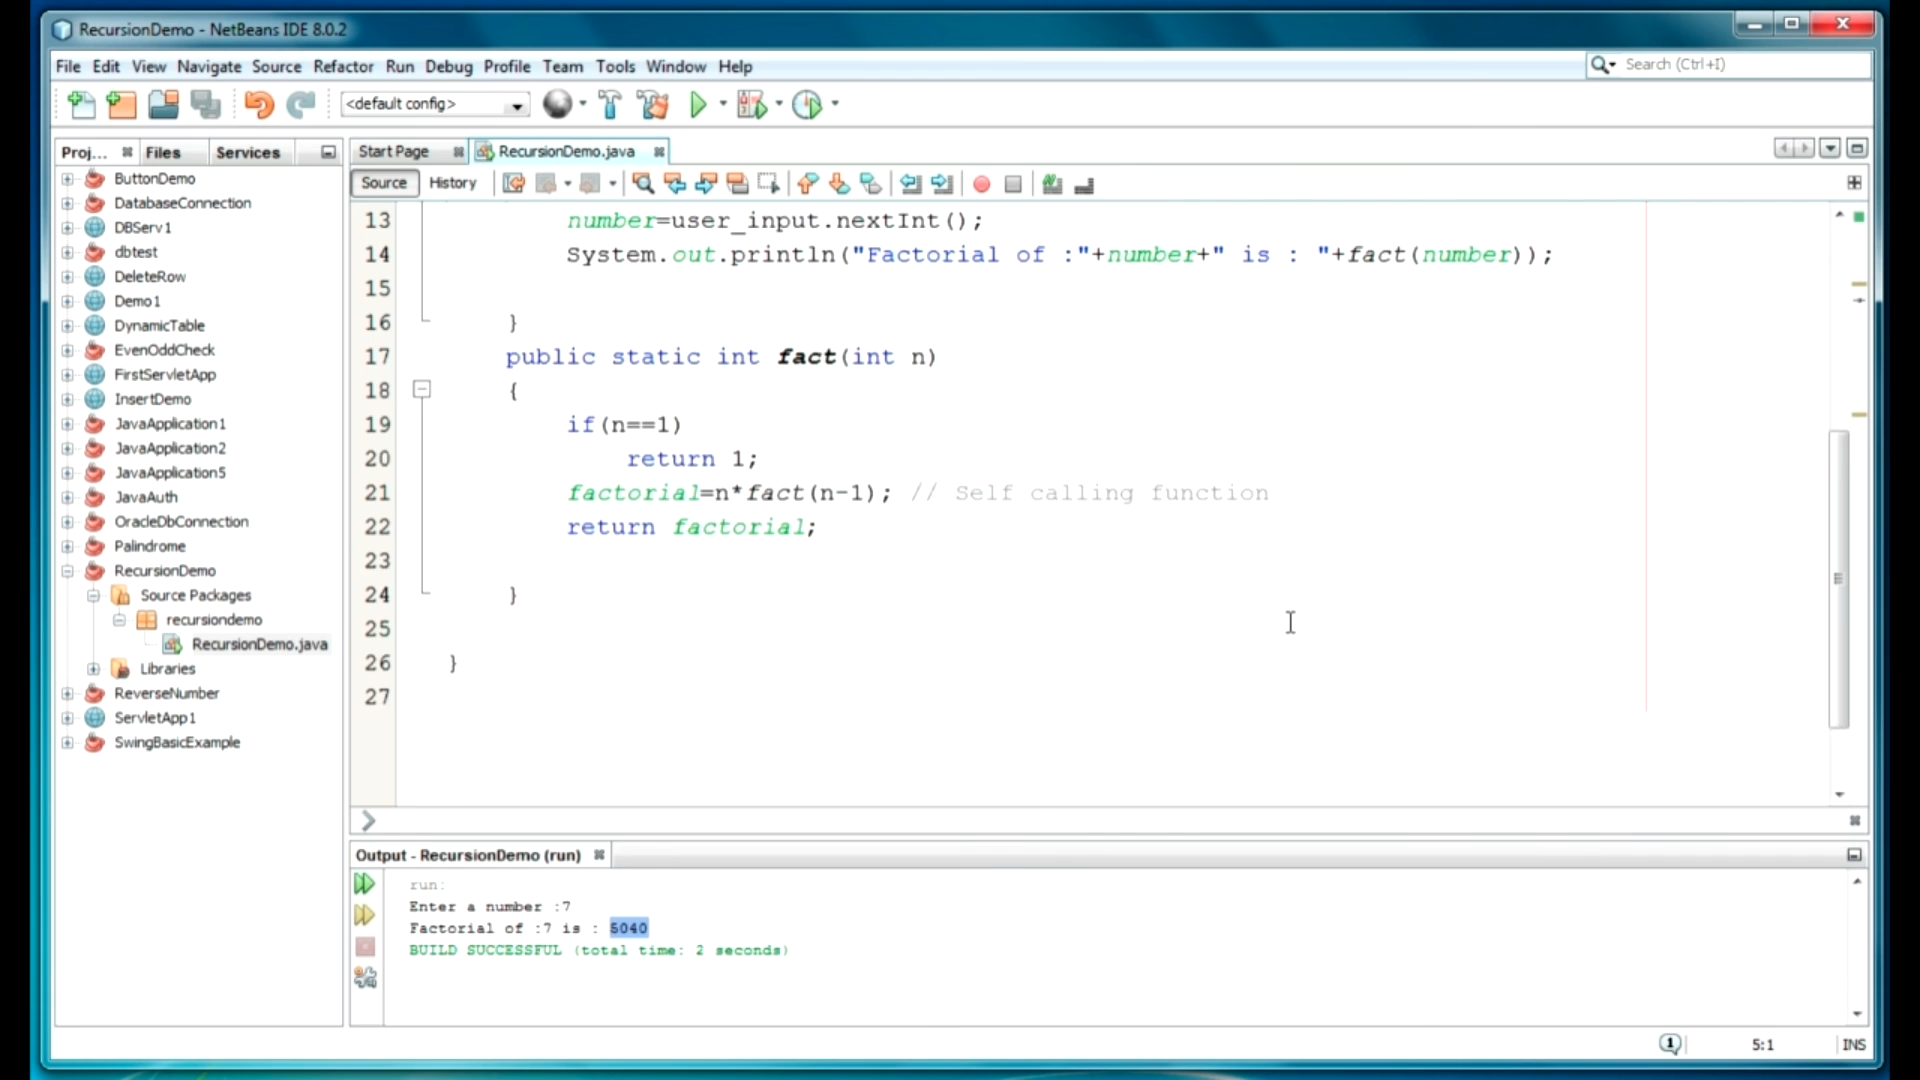 RecursionDemo - NetBeans IDE 8.0.2
File Edit View Navigate Source Refactor Run Debug Profile Team Tools Window Help
Search (Ctrl+I)
<default config>
Proj... Files Services
Start Page RecursionDemo.java
Source History
ButtonDemo
DatabaseConnection
DBServ1
dbtest
DeleteRow
Demo1
DynamicTable
EvenOddCheck
FirstServletApp
InsertDemo
JavaApplication1
JavaApplication2
JavaApplication5
JavaAuth
OracleDbConnection
Palindrome
RecursionDemo
Source Packages
recursiondemo
RecursionDemo.java
Libraries
ReverseNumber
ServletApp1
SwingBasicExample
13 number=user_input.nextInt();
14 System.out.println("Factorial of :"+number+" is : "+fact(number));
15
16 }
17 public static int fact(int n)
18 {
19 if(n==1)
20 return 1;
21 factorial=n*fact(n-1); // Self calling function
22 return factorial;
23
24 }
25
26 }
27
Output - RecursionDemo (run)
run:
Enter a number :7
Factorial of :7 is : 5040
BUILD SUCCESSFUL (total time: 2 seconds)
1 5:1 INS